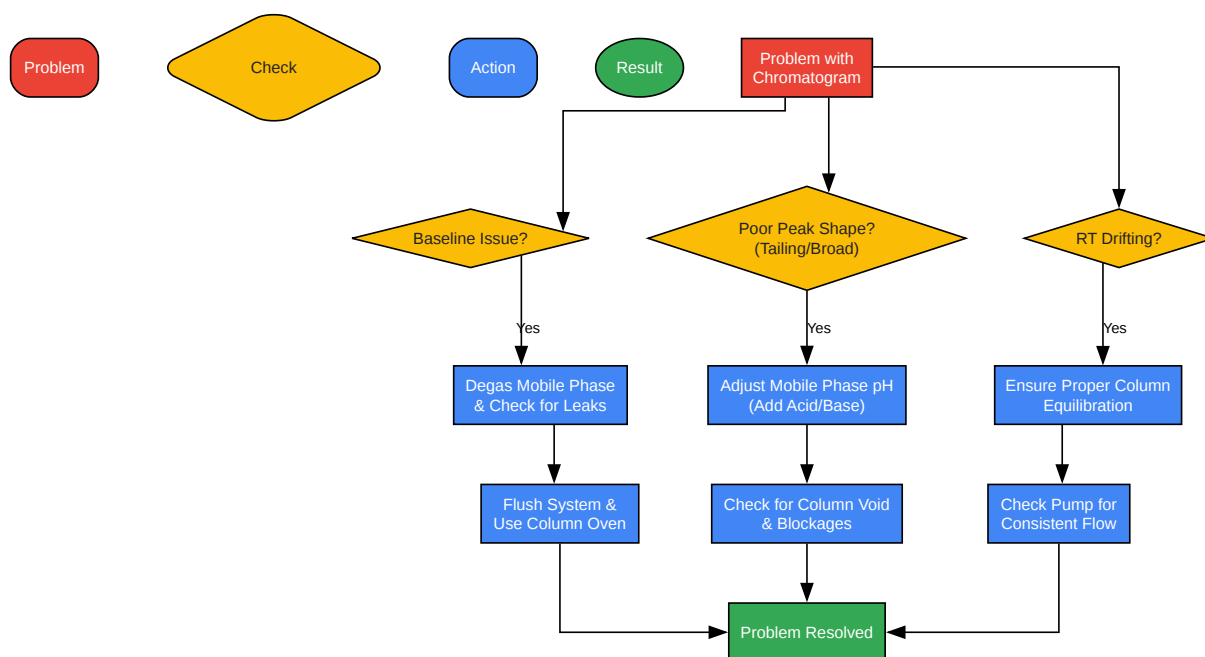 Problem
Check
Action
Result
Problem with
Chromatogram
Baseline Issue?
Poor Peak Shape?
(Tailing/Broad)
RT Drifting?
Yes
Yes
Yes
Degas Mobile Phase
& Check for Leaks
Adjust Mobile Phase pH
(Add Acid/Base)
Ensure Proper Column
Equilibration
Flush System &
Use Column Oven
Check for Column Void
& Blockages
Check Pump for
Consistent Flow
Problem Resolved